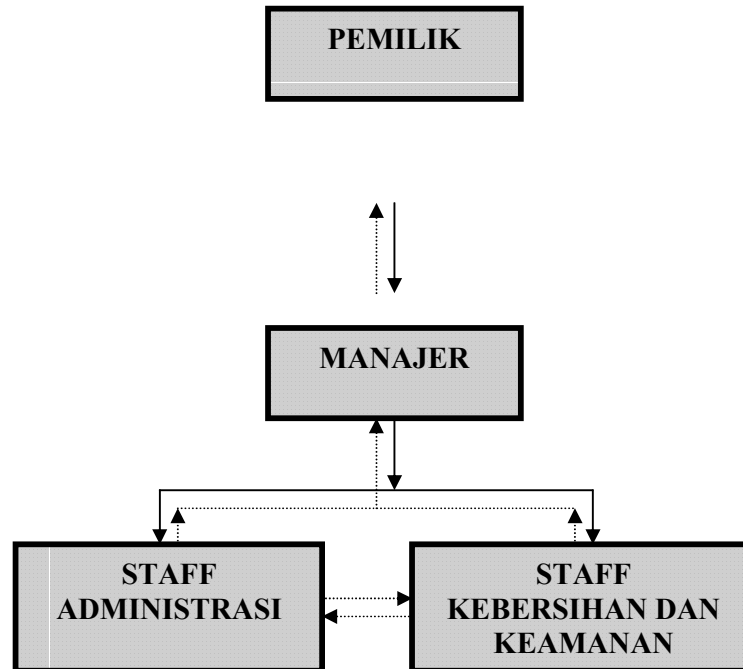 PEMILIK
MANAJER
STAFF
ADMINISTRASI
STAFF
KEBERSIHAN DAN
KEAMANAN